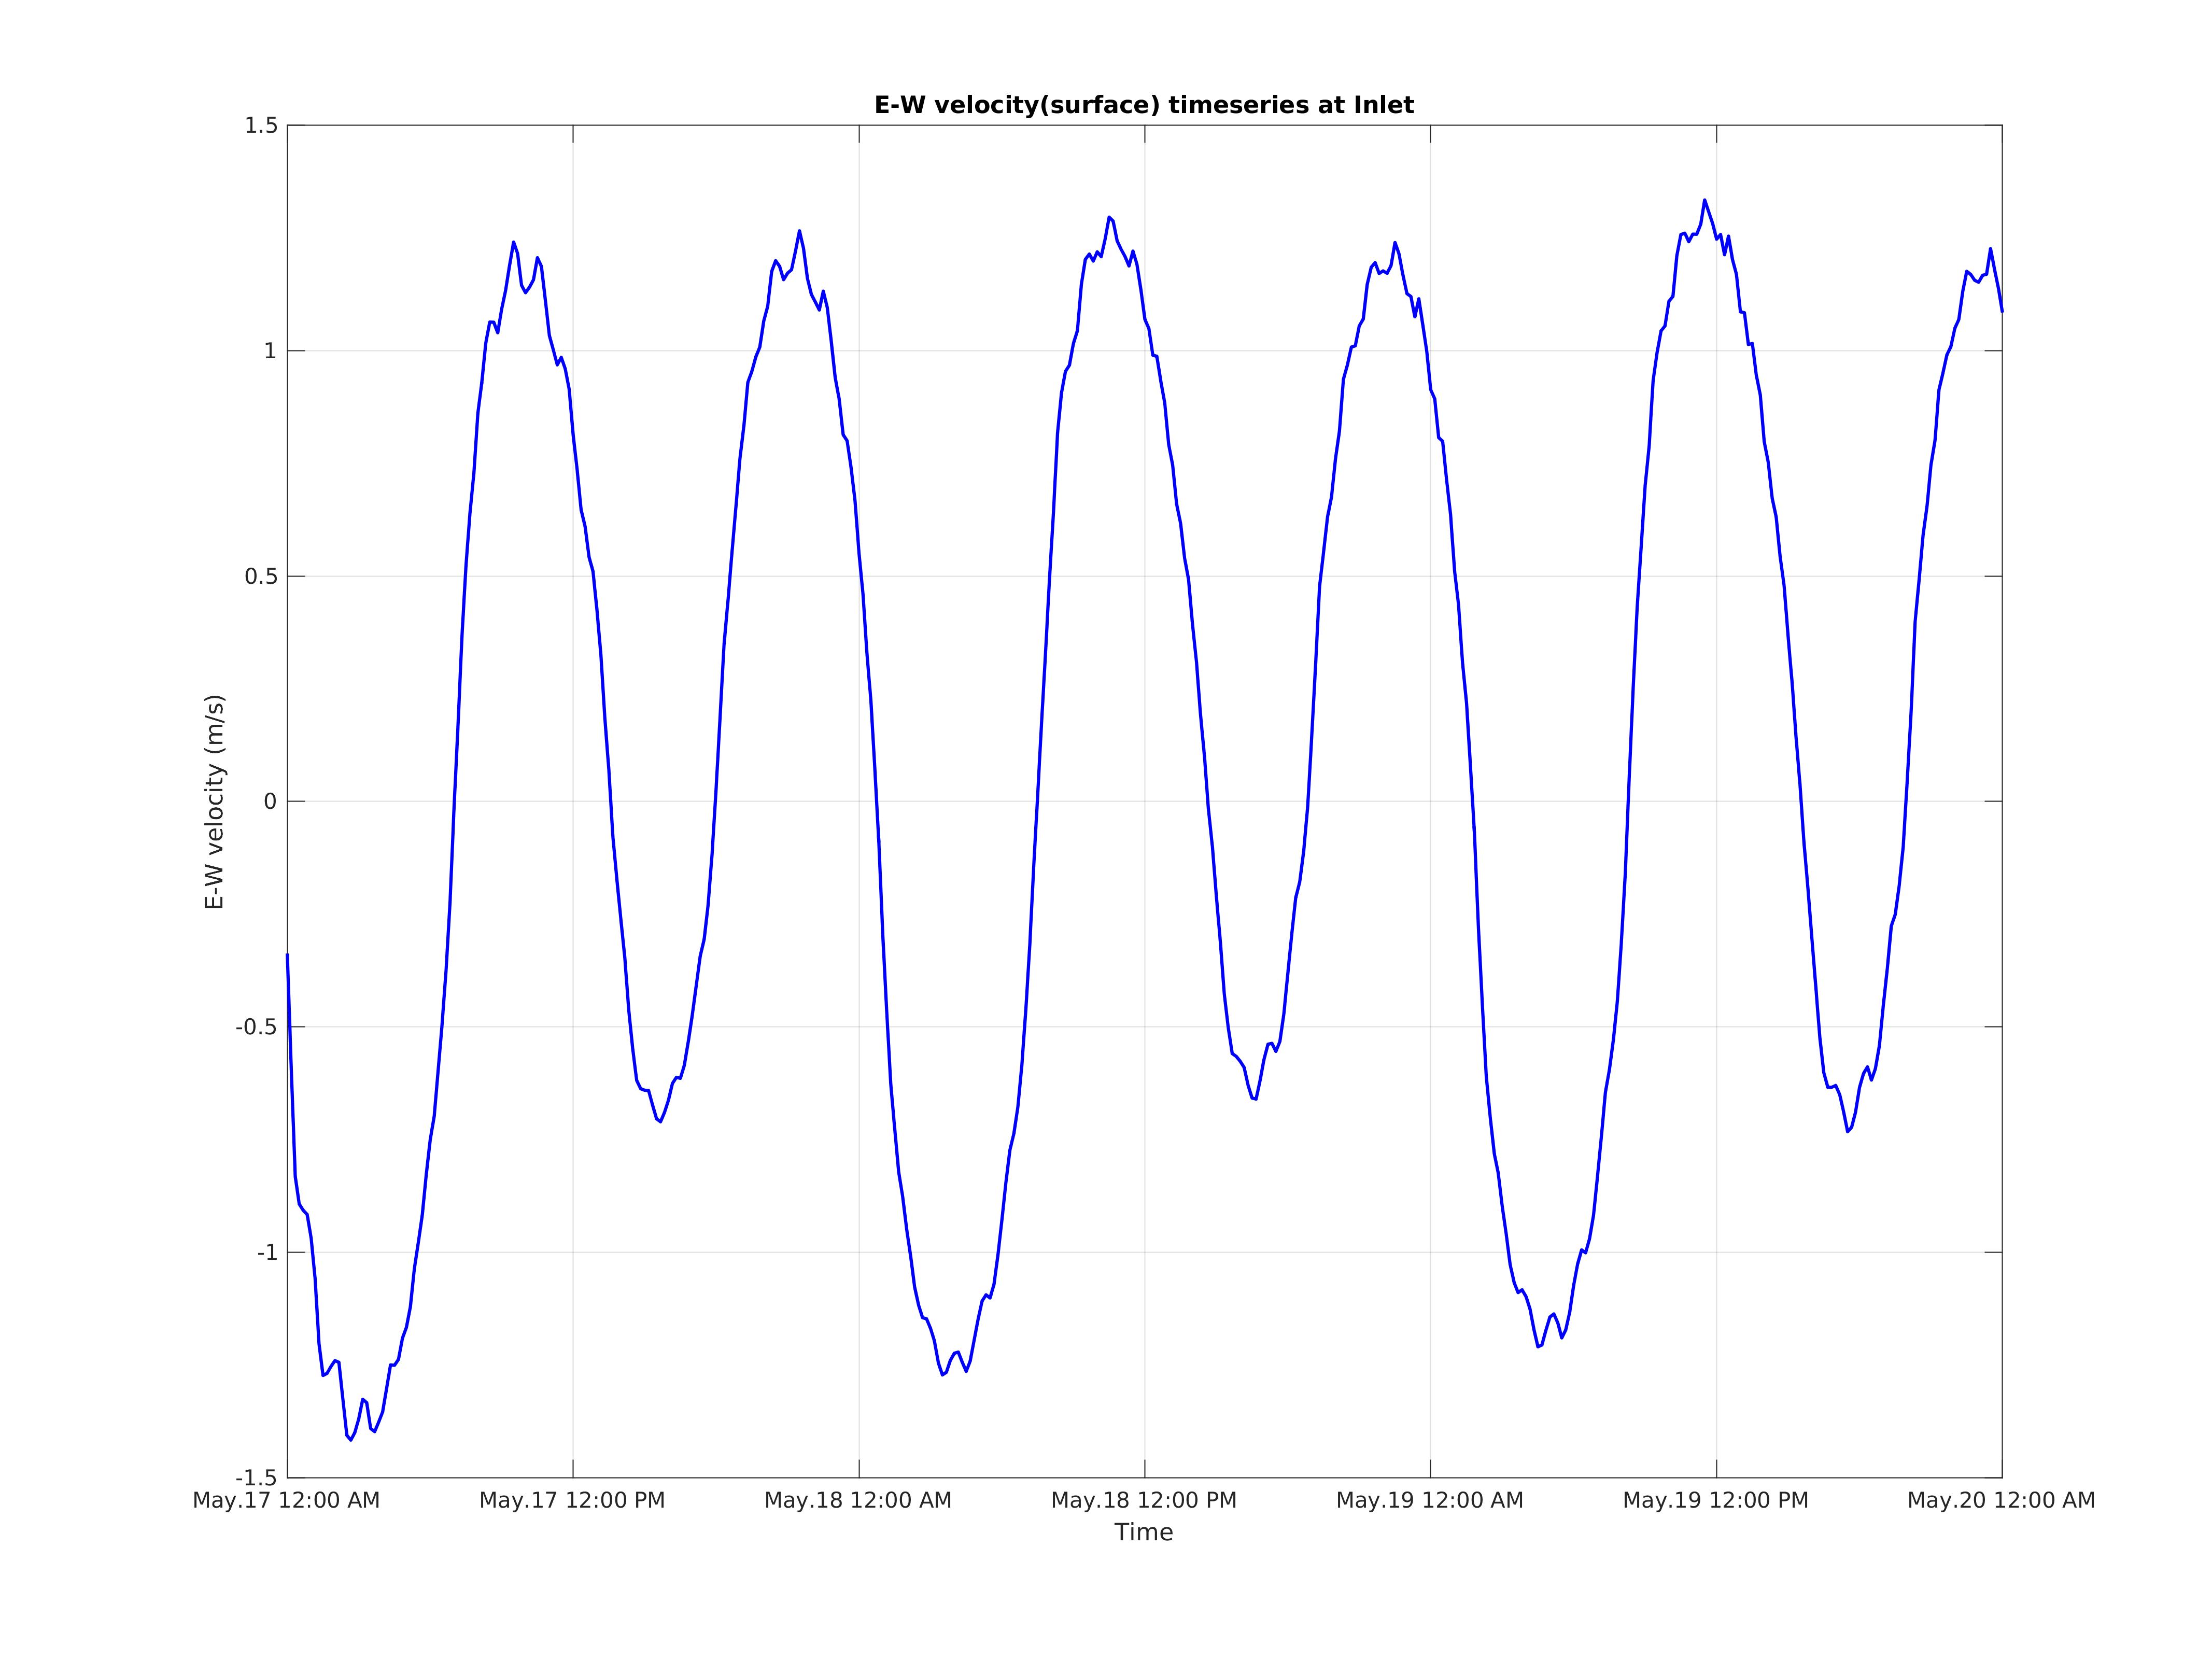 E-W velocity(surface) timeseries at Inlet
1.5
1
0.5
0
-0.5
-1
-1.5
E-W velocity (m/s)
May.17 12:00 AM May.17 12:00 PM May.18 12:00 AM May.18 12:00 PM May.19 12:00 AM May.19 12:00 PM May.20 12:00 AM
Time